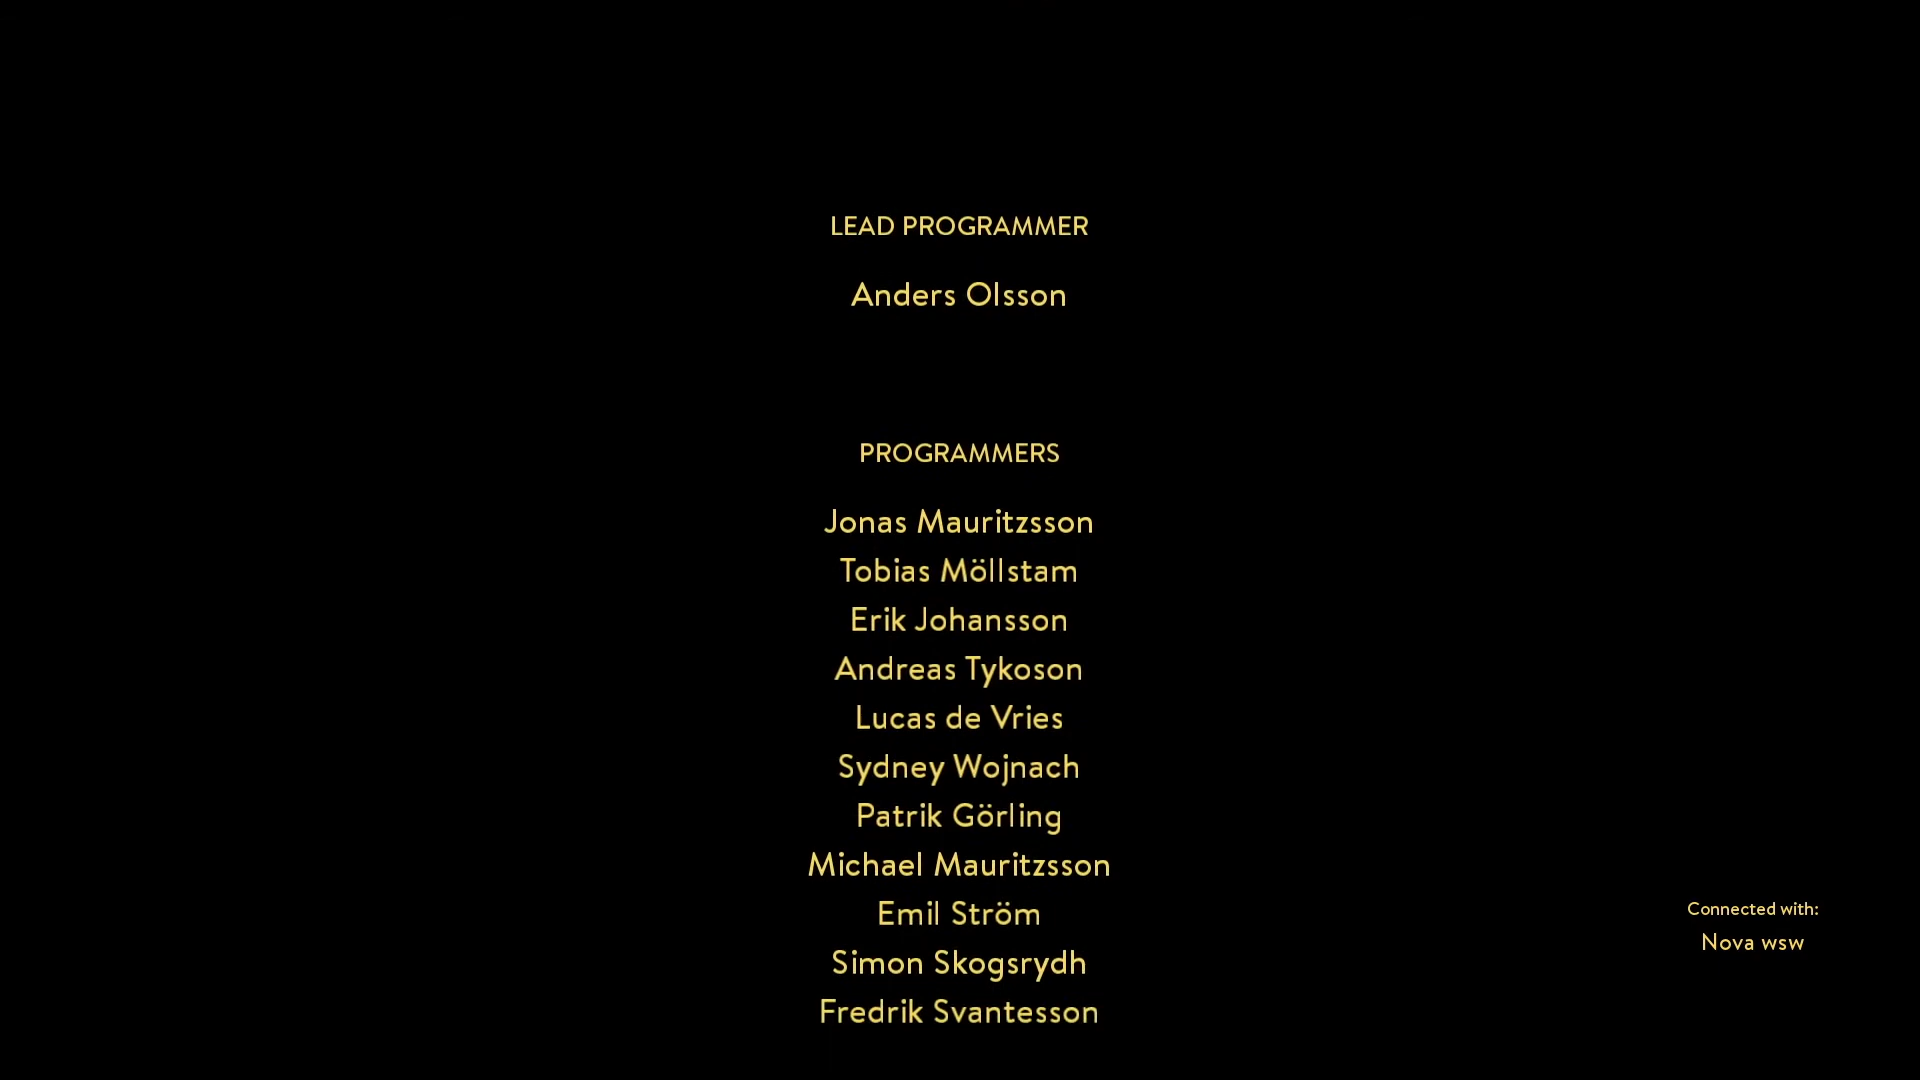 LEAD PROGRAMMER
Anders Olsson
PROGRAMMERS
Jonas Mauritzsson
Tobias Möllstam
Erik Johansson
Andreas Tykoson
Lucas de Vries
Sydney Wojnach
Patrik Görling
Michael Mauritzsson
Emil Ström
Simon Skogsrydh
Fredrik Svantesson
Connected with:
Nova wsw